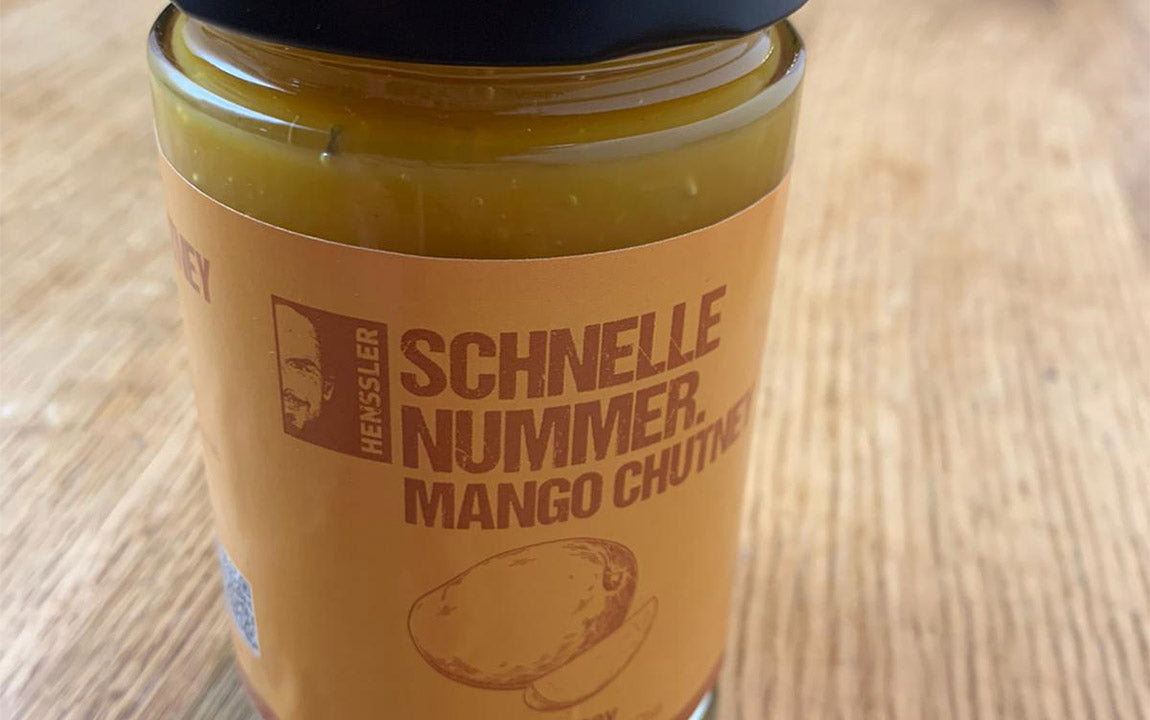 HENSSLER
SCHNELLE
NUMMER.
MANGO CHUTNEY